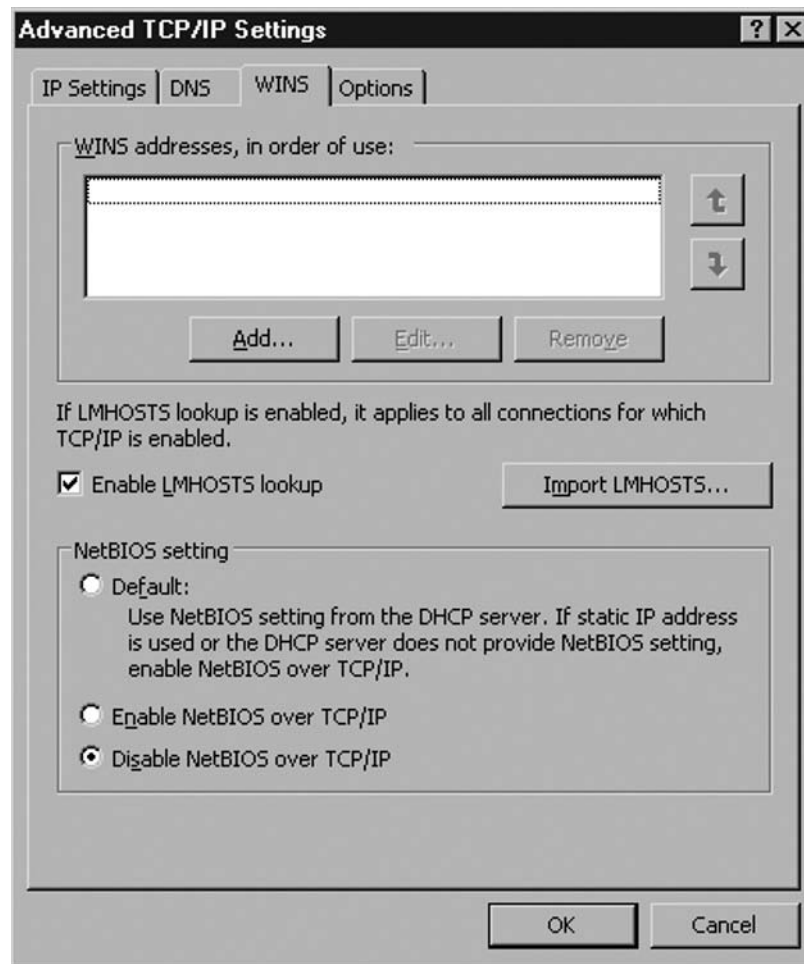 Advanced TCP/IP Settings
IP Settings DNS WINS Options
WINS addresses, in order of use:
Add... Edit... Remove
If LMHOSTS lookup is enabled, it applies to all connections for which
TCP/IP is enabled.
Enable LMHOSTS lookup Import LMHOSTS...
NetBIOS setting
Default:
Use NetBIOS setting from the DHCP server. If static IP address
is used or the DHCP server does not provide NetBIOS setting,
enable NetBIOS over TCP/IP.
Enable NetBIOS over TCP/IP
Disable NetBIOS over TCP/IP
OK Cancel